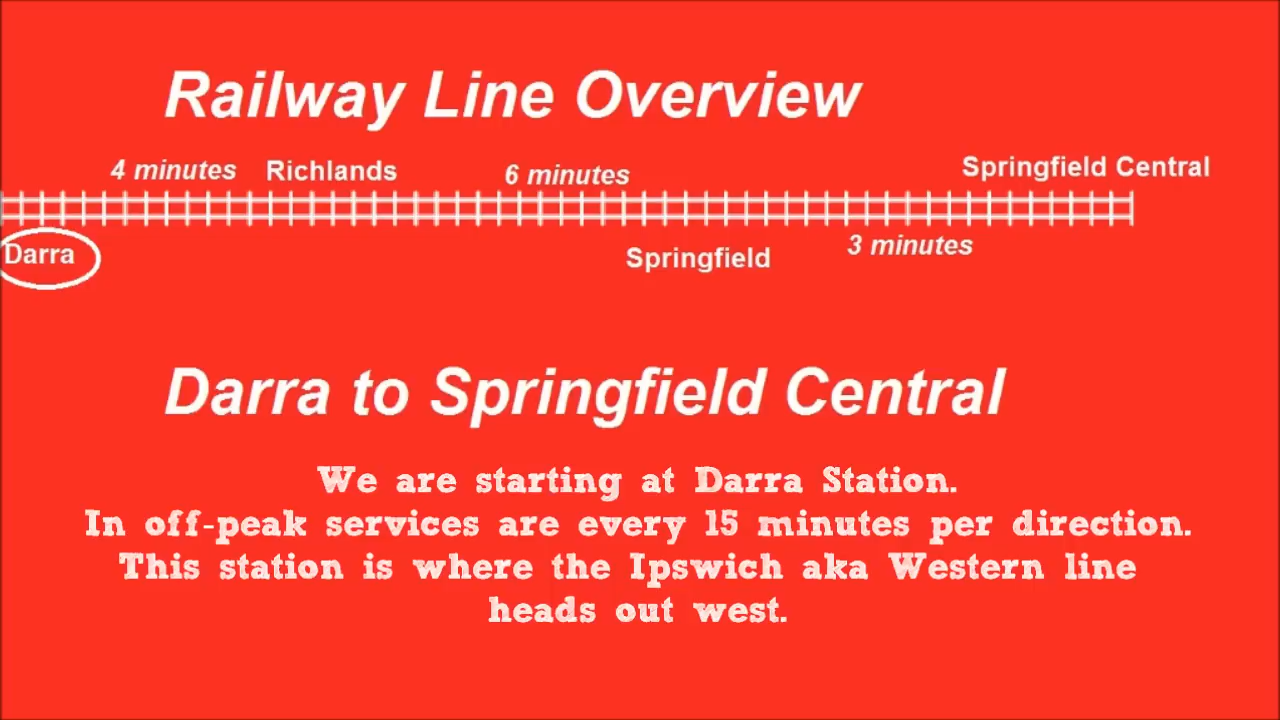 Railway Line Overview
4 minutes Richlands 6 minutes Springfield Central
Darra Springfield 3 minutes
Darra to Springfield Central
We are starting at Darra Station.
In off-peak services are every 15 minutes per direction.
This station is where the Ipswich aka Western line
heads out west.